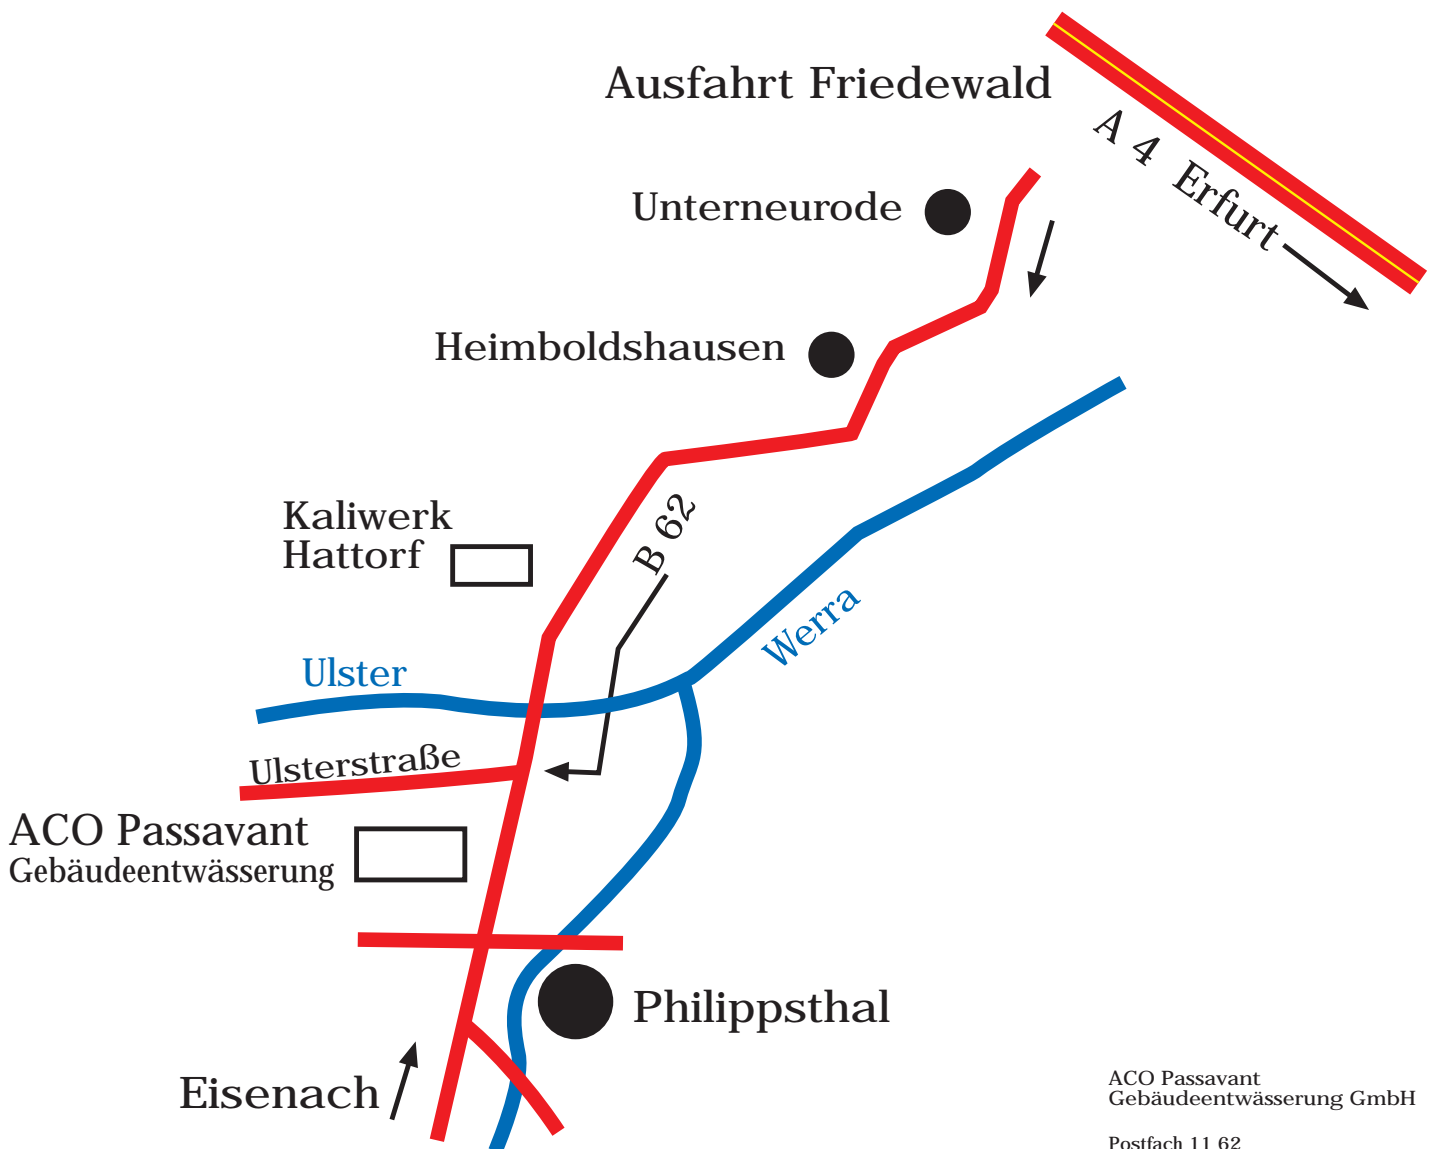 Ausfahrt Friedewald
A 4 Erfurt
Unterneurode
Heimboldshausen
B 62
Kaliwerk
Hattorf
Werra
Ulster
Ulsterstraße
ACO Passavant
Gebäudeentwässerung
Philippsthal
Eisenach
ACO Passavant
Gebäudeentwässerung GmbH
Postfach 11 62